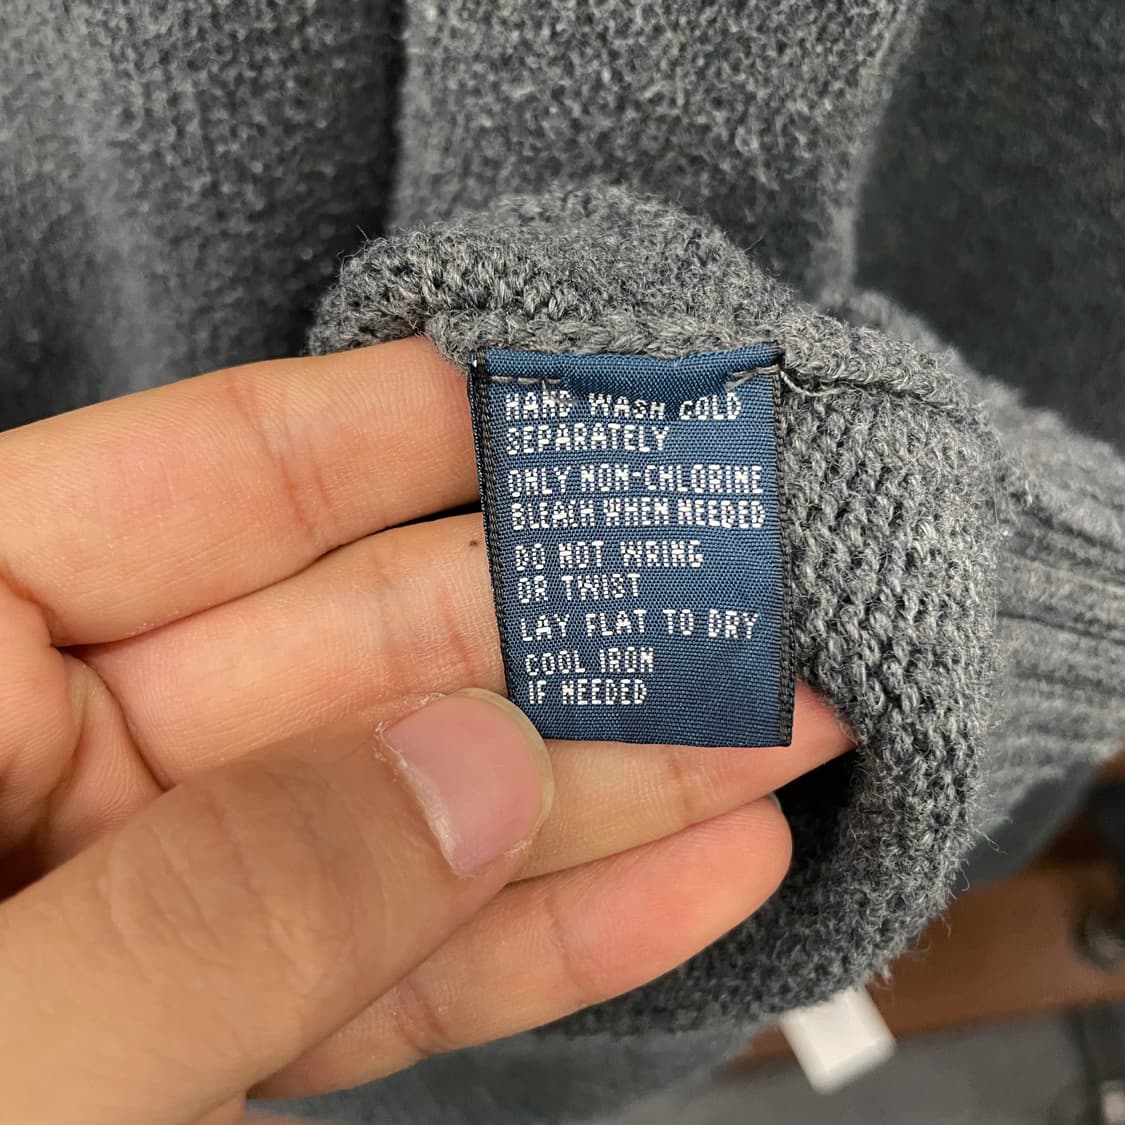 HAND WASH COLD
SEPARATELY
ONLY NON-CHLORINE
BLEACH WHEN NEEDED
DO NOT WRING
OR TWIST
LAY FLAT TO DRY
COOL IRON
IF NEEDED